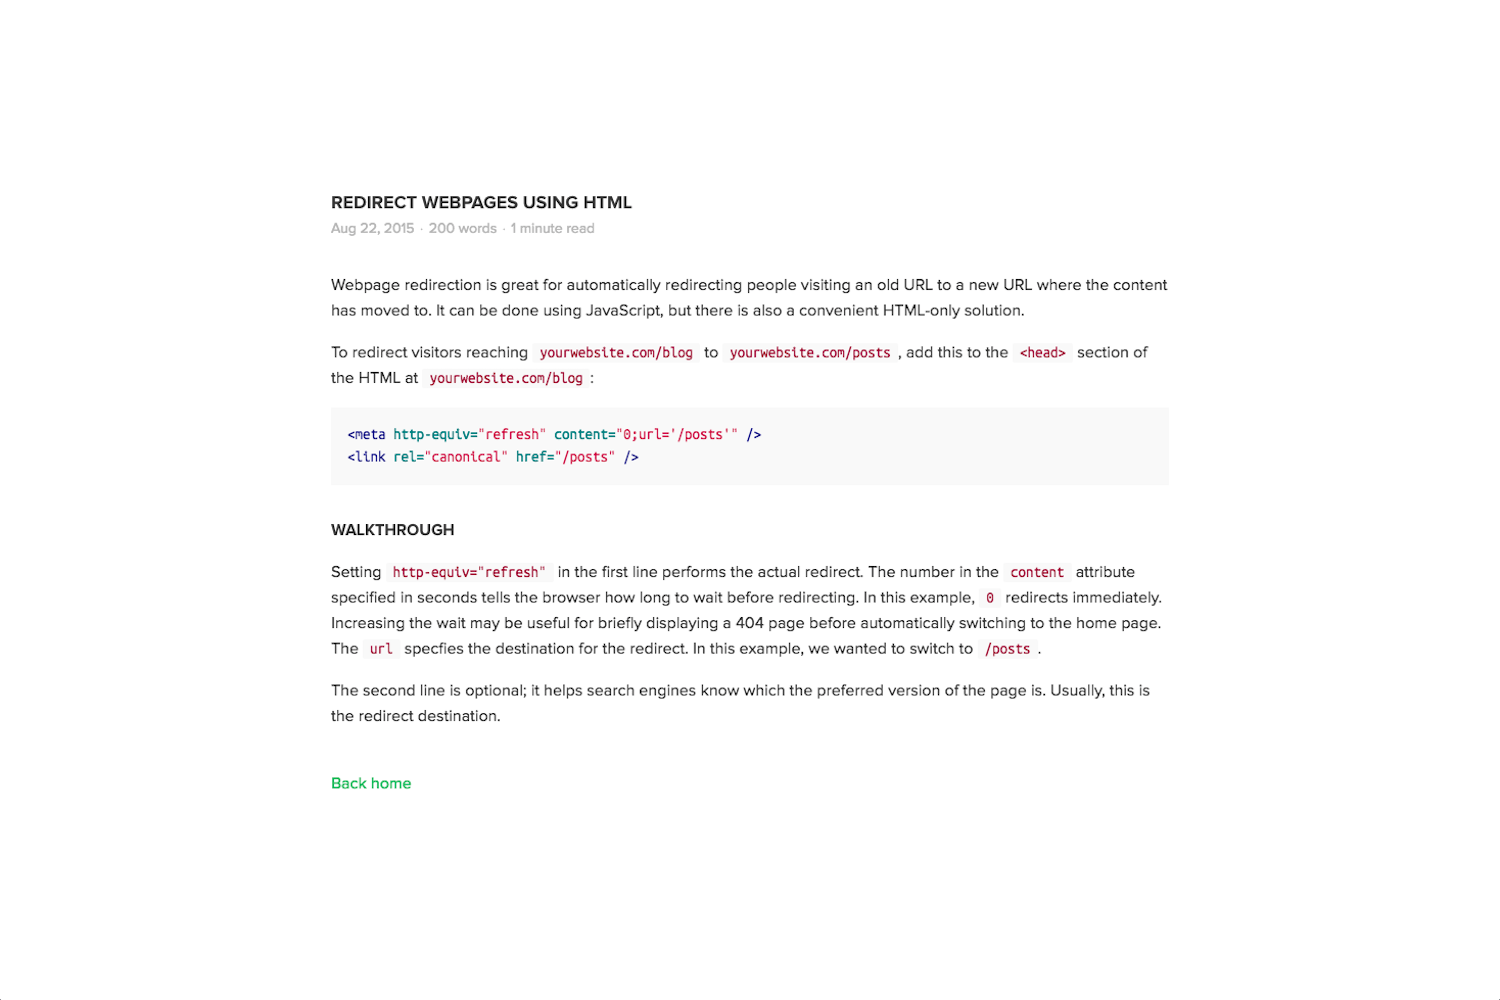 REDIRECT WEBPAGES USING HTML
Aug 22, 2015 · 200 words · 1 minute read
Webpage redirection is great for automatically redirecting people visiting an old URL to a new URL where the content
has moved to. It can be done using JavaScript, but there is also a convenient HTML-only solution.
To redirect visitors reaching yourwebsite.com/blog to yourwebsite.com/posts , add this to the <head> section of
the HTML at yourwebsite.com/blog :
<meta http-equiv="refresh" content="0;url='/posts'" />
<link rel="canonical" href="/posts" />
WALKTHROUGH
Setting http-equiv="refresh" in the first line performs the actual redirect. The number in the content attribute
specified in seconds tells the browser how long to wait before redirecting. In this example, 0 redirects immediately.
Increasing the wait may be useful for briefly displaying a 404 page before automatically switching to the home page.
The url specfies the destination for the redirect. In this example, we wanted to switch to /posts .
The second line is optional; it helps search engines know which the preferred version of the page is. Usually, this is
the redirect destination.
Back home